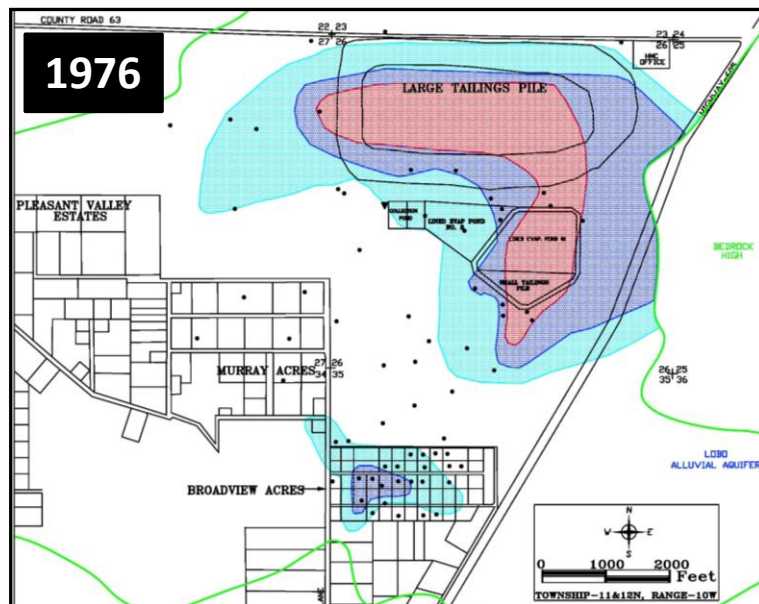 COUNTY ROAD 63
1976
22 23
27 26
23 24
26 25
HMC
OFFICE
HIGHWAY-605
LARGE TAILINGS PILE
PLEASANT VALLEY
ESTATES
COLLECTION
POND
LINED EVAP POND
NO. 2
LINED EVAP POND #1
SMALL TAILINGS
PILE
BEDROCK
HIGH
MURRAY ACRES
27 26
34 35
26 25
35 36
LOBO
ALLUVIAL AQUIFER
BROADVIEW ACRES
N
W E
S
0 1000 2000
Feet
TOWNSHIP-11&12N, RANGE-10W